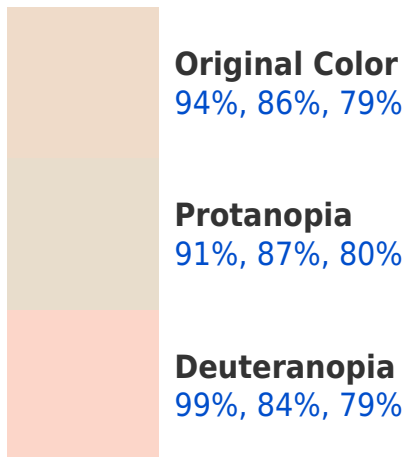 Original Color
94%, 86%, 79%
Protanopia
91%, 87%, 80%
Deuteranopia
99%, 84%, 79%